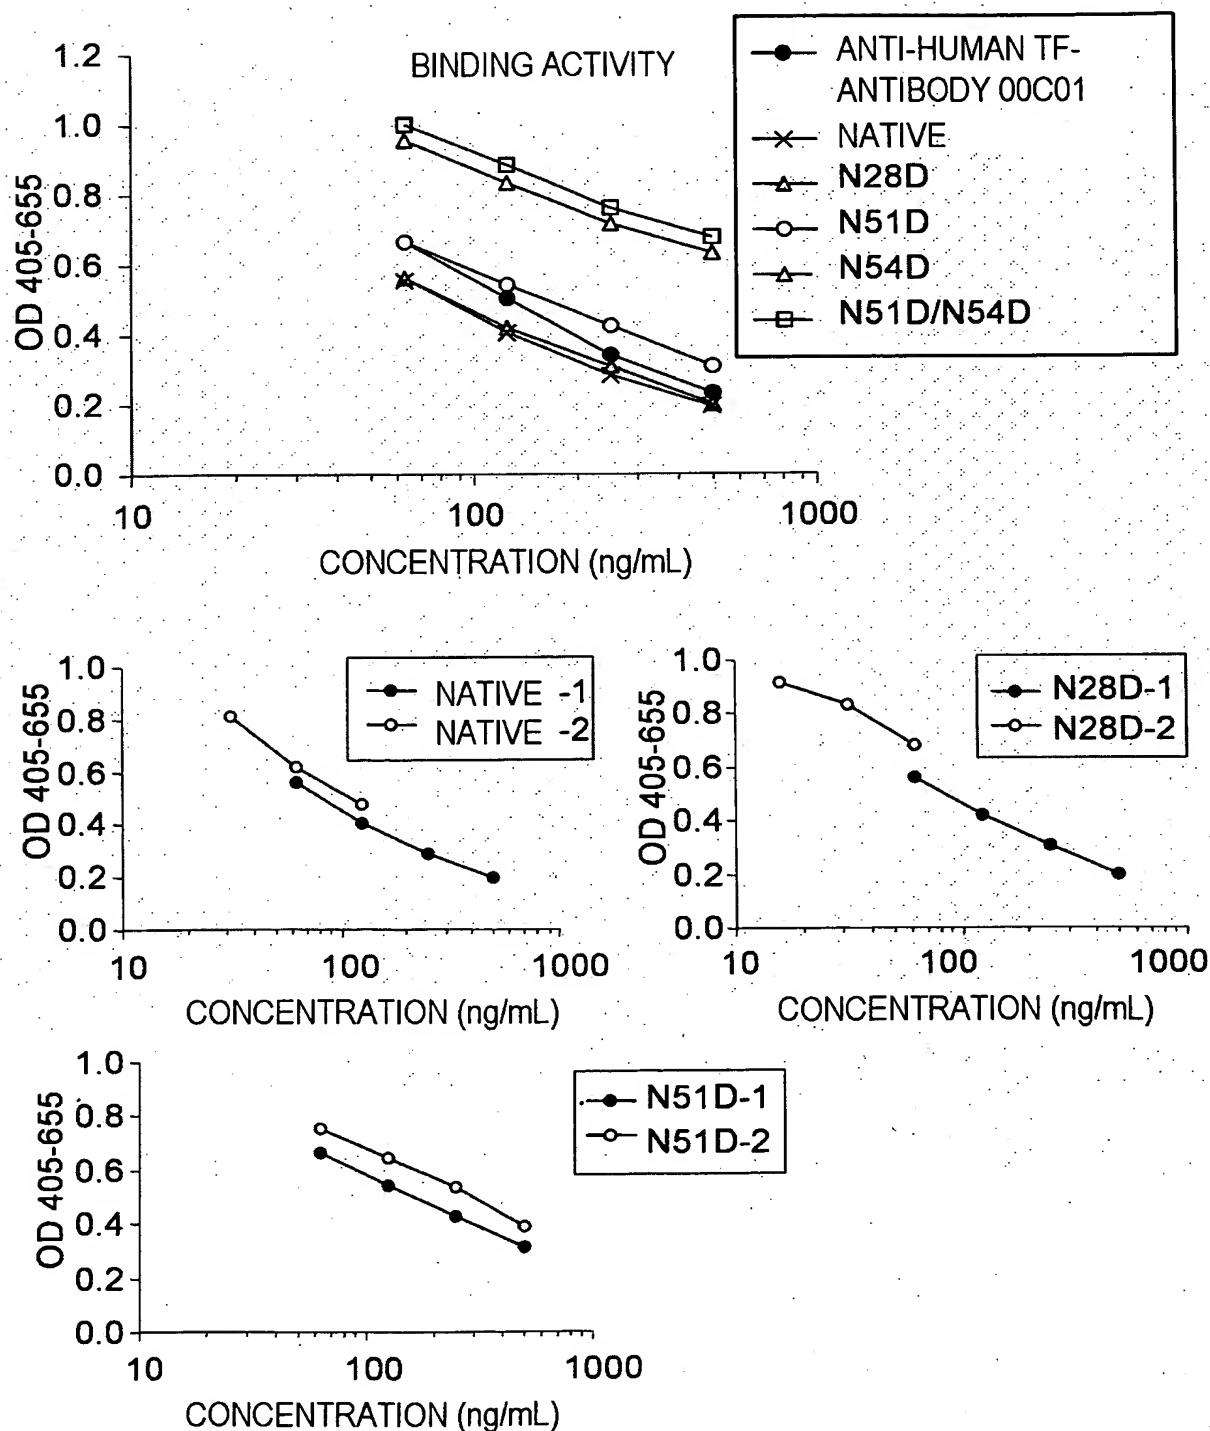 BINDING ACTIVITY
OD 405-655
1.2
1.0
0.8
0.6
0.4
0.2
0.0
10
100
1000
CONCENTRATION (ng/mL)
ANTI-HUMAN TF-
ANTIBODY 00C01
NATIVE
N28D
N51D
N54D
N51D/N54D
OD 405-655
1.0
0.8
0.6
0.4
0.2
0.0
10
100
1000
CONCENTRATION (ng/mL)
NATIVE -1
NATIVE -2
OD 405-655
1.0
0.8
0.6
0.4
0.2
0.0
10
100
1000
CONCENTRATION (ng/mL)
N28D-1
N28D-2
OD 405-655
1.0
0.8
0.6
0.4
0.2
0.0
10
100
1000
CONCENTRATION (ng/mL)
N51D-1
N51D-2